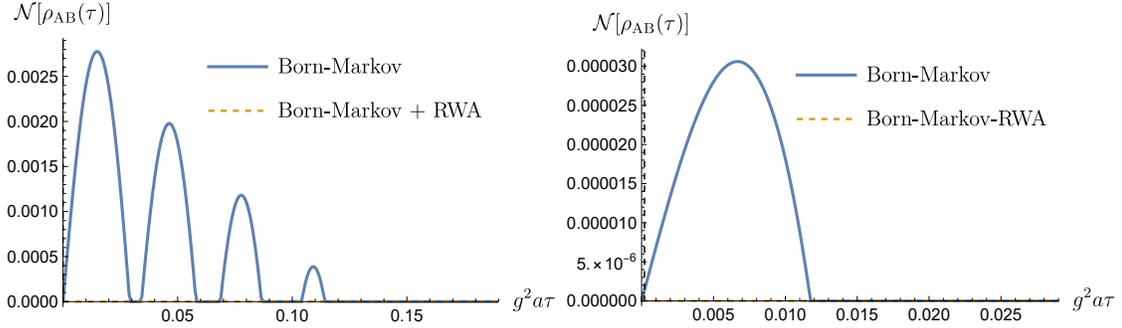 𝒩[ρAB(τ)]
0.0025
0.0020
0.0015
0.0010
0.0005
0.0000
0.05
0.10
0.15
g²aτ
Born-Markov
Born-Markov + RWA
𝒩[ρAB(τ)]
0.000030
0.000025
0.000020
0.000015
0.000010
5.×10⁻⁶
0.000000
0.005
0.010
0.015
0.020
0.025
g²aτ
Born-Markov
Born-Markov-RWA